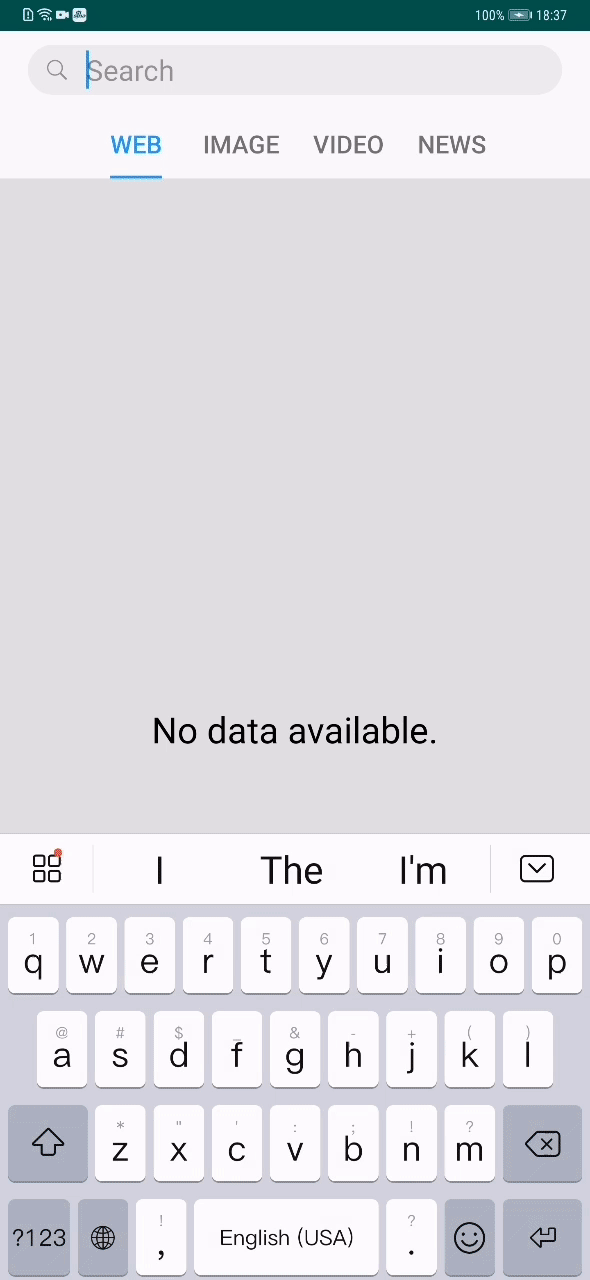 100% 18:37
Search
WEB IMAGE VIDEO NEWS
No data available.
I The I'm
1 2 3 4 5 6 7 8 9 0
q w e r t y u i o p
@ # $ _ & - + ( )
a s d f g h j k l
* " ' : ; ! ?
z x c v b n m
! ?
?123 , English (USA) .